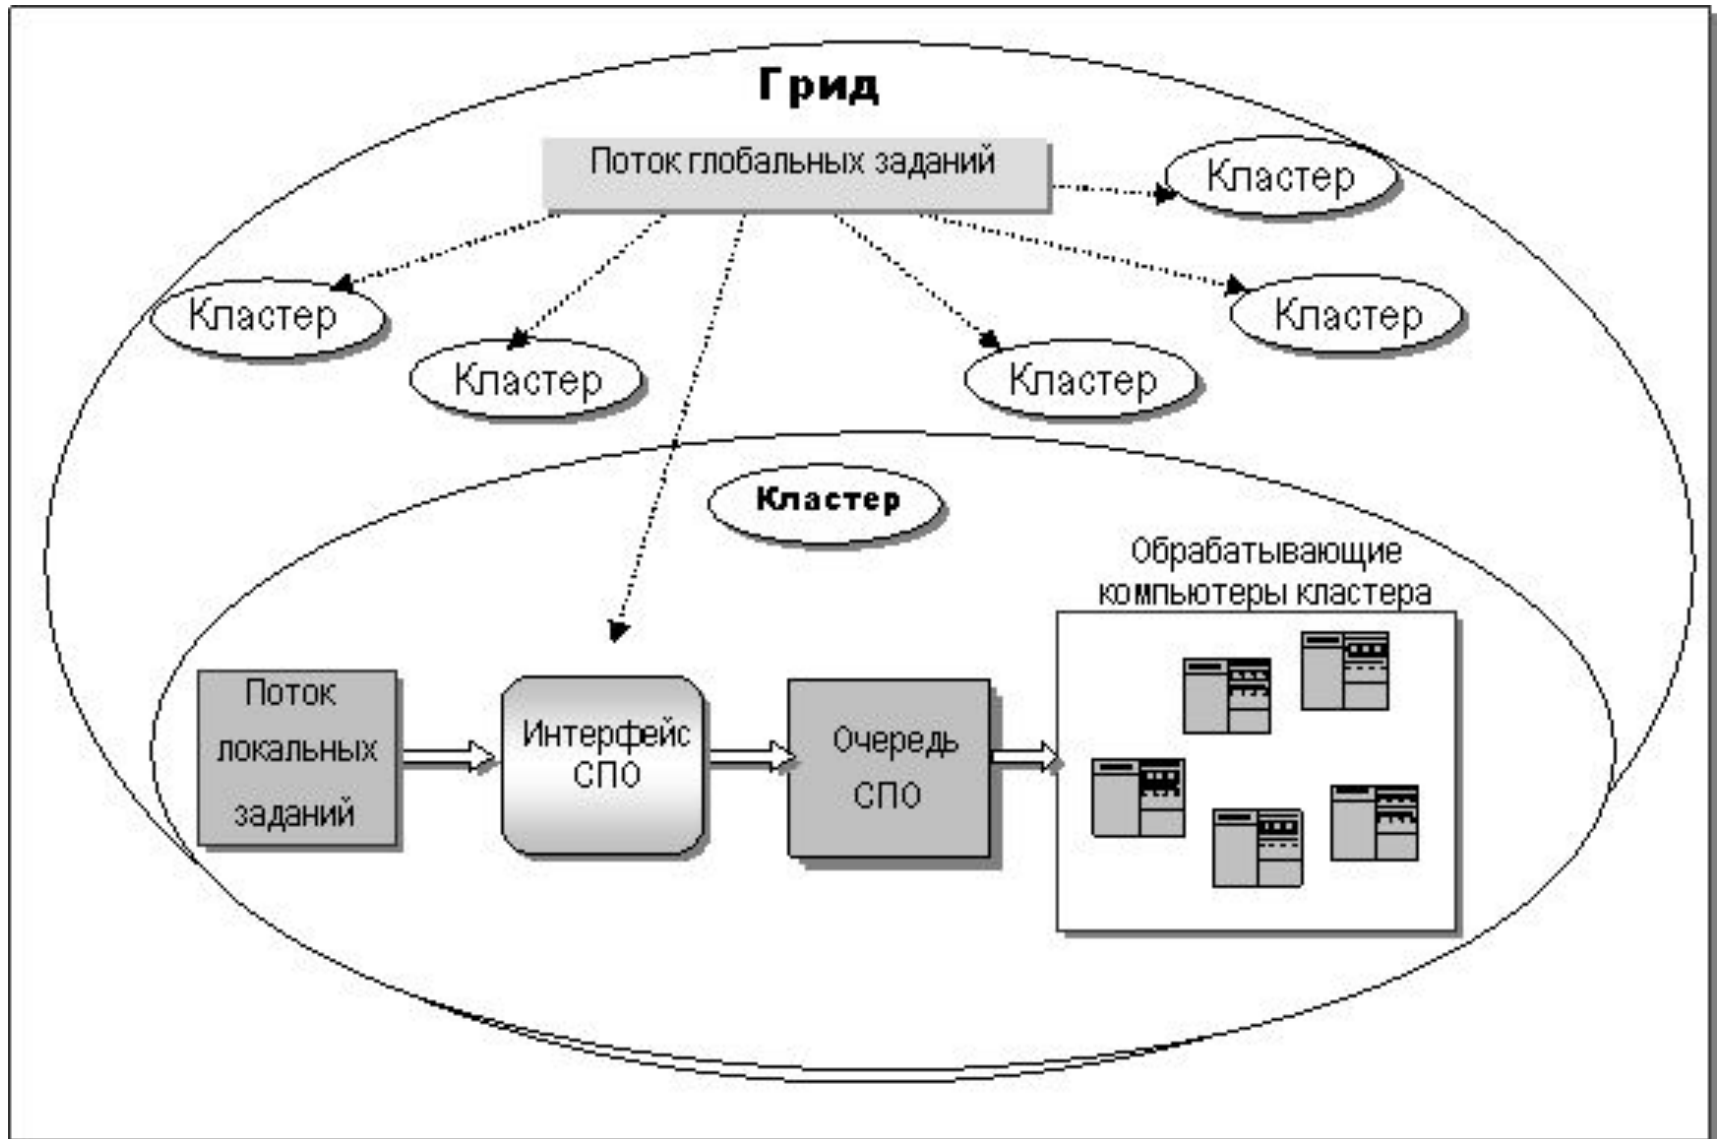 Грид
Поток глобальных заданий
Кластер
Кластер
Кластер
Кластер
Кластер
Кластер
Обрабатывающие
компьютеры кластера
Поток
локальных
заданий
Интерфейс
СПО
Очередь
СПО